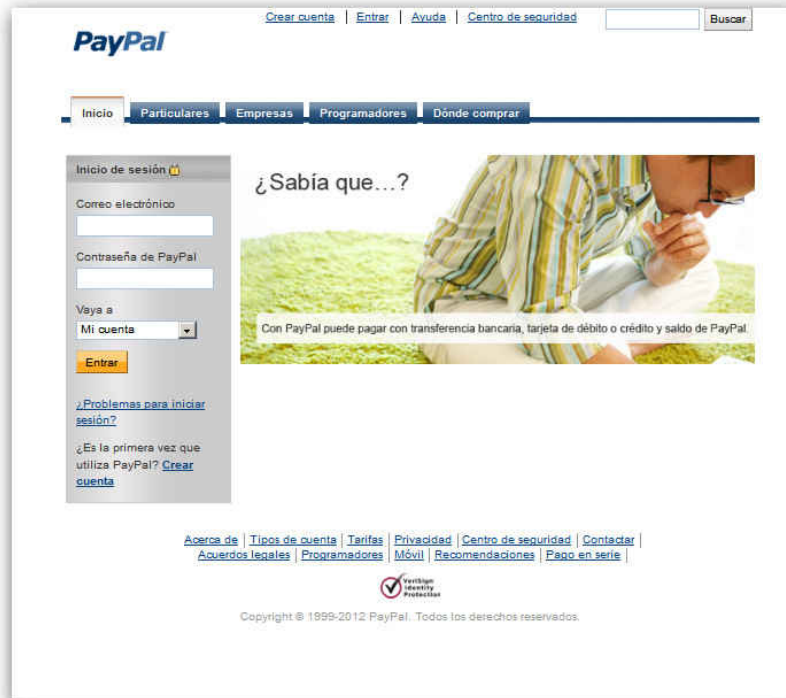 Crear cuenta | Entrar | Ayuda | Centro de seguridad
Buscar
PayPal
Inicio Particulares Empresas Programadores Dónde comprar
Inicio de sesión
Correo electrónico
Contraseña de PayPal
Vaya a
Mi cuenta
Entrar
¿Problemas para iniciar
sesión?
¿Es la primera vez que
utiliza PayPal? Crear
cuenta
¿Sabía que...?
Con PayPal puede pagar con transferencia bancaria, tarjeta de débito o crédito y saldo de PayPal.
Acerca de | Tipos de cuenta | Tarifas | Privacidad | Centro de seguridad | Contactar |
Acuerdos legales | Programadores | Móvil | Recomendaciones | Pago en serie |
VeriSign
Identity
Protection
Copyright © 1999-2012 PayPal. Todos los derechos reservados.